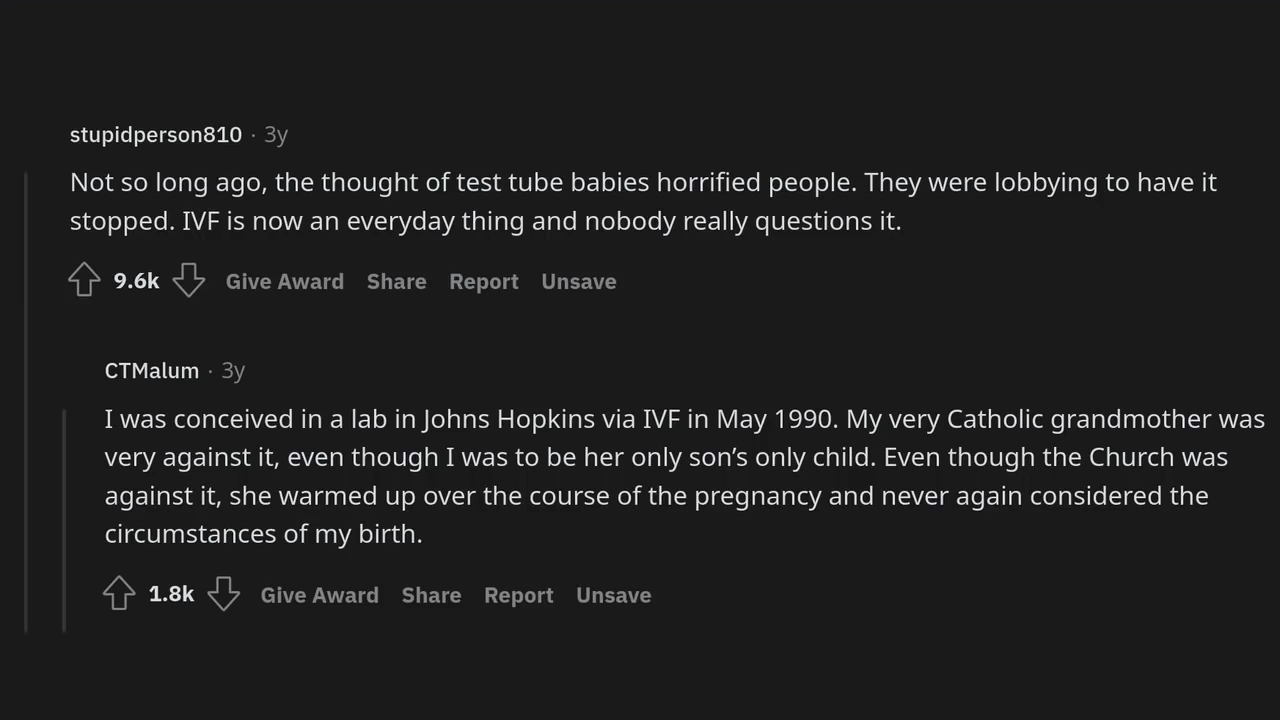 stupidperson810 · 3y
Not so long ago, the thought of test tube babies horrified people. They were lobbying to have it
stopped. IVF is now an everyday thing and nobody really questions it.
9.6k Give Award Share Report Unsave
CTMalum · 3y
I was conceived in a lab in Johns Hopkins via IVF in May 1990. My very Catholic grandmother was
very against it, even though I was to be her only son’s only child. Even though the Church was
against it, she warmed up over the course of the pregnancy and never again considered the
circumstances of my birth.
1.8k Give Award Share Report Unsave